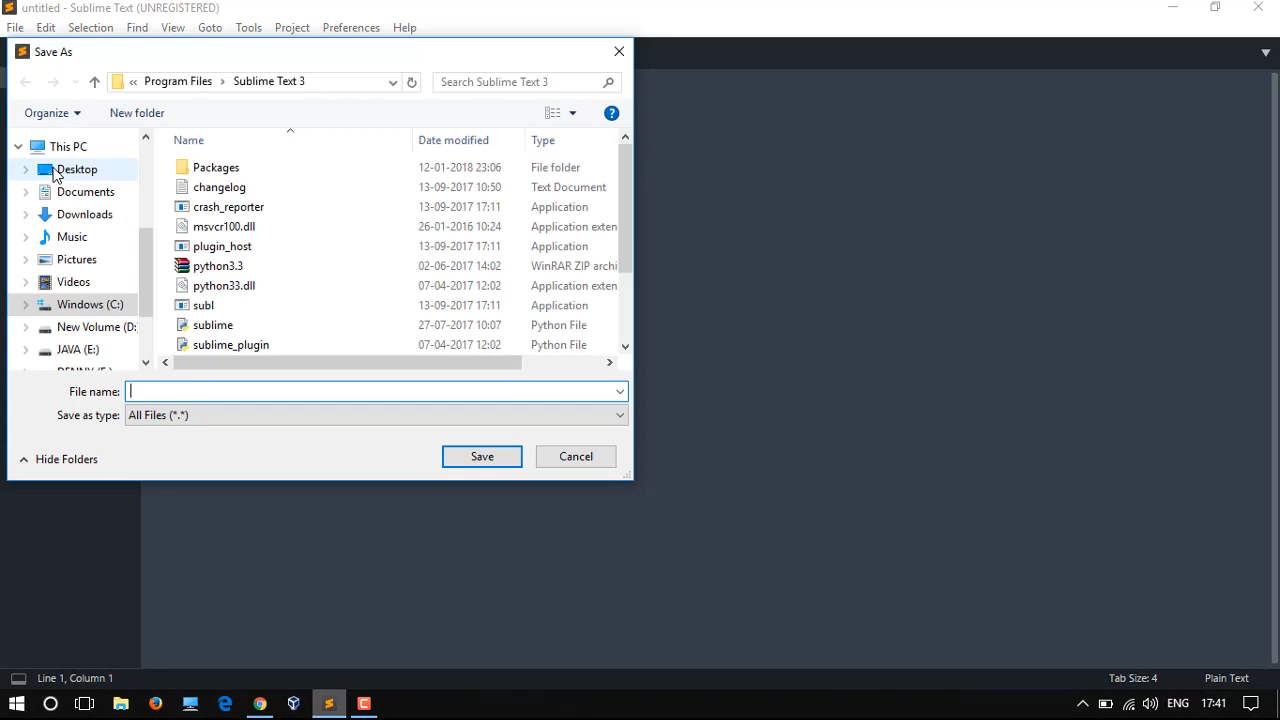 untitled - Sublime Text (UNREGISTERED)
File Edit Selection Find View Goto Tools Project Preferences Help
Save As
« Program Files > Sublime Text 3
Search Sublime Text 3
Organize New folder
This PC
Desktop
Documents
Downloads
Music
Pictures
Videos
Windows (C:)
New Volume (D:
JAVA (E:)
Name Date modified Type
Packages 12-01-2018 23:06 File folder
changelog 13-09-2017 10:50 Text Document
crash_reporter 13-09-2017 17:11 Application
msvcr100.dll 26-01-2016 10:24 Application exten
plugin_host 13-09-2017 17:11 Application
python3.3 02-06-2017 14:02 WinRAR ZIP archi
python33.dll 07-04-2017 12:02 Application exten
subl 13-09-2017 17:11 Application
sublime 27-07-2017 10:07 Python File
sublime_plugin 07-04-2017 12:02 Python File
File name:
Save as type: All Files (*.*)
Hide Folders
Save Cancel
Line 1, Column 1
Tab Size: 4 Plain Text
ENG 17:41